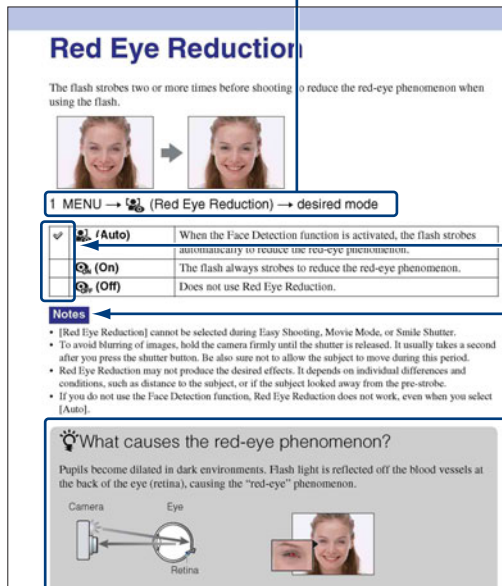 Red Eye Reduction
The flash strobes two or more times before shooting to reduce the red-eye phenomenon when
using the flash.
1 MENU → (Red Eye Reduction) → desired mode
(Auto) When the Face Detection function is activated, the flash strobes
automatically to reduce the red-eye phenomenon.
(On) The flash always strobes to reduce the red-eye phenomenon.
(Off) Does not use Red Eye Reduction.
Notes
• [Red Eye Reduction] cannot be selected during Easy Shooting, Movie Mode, or Smile Shutter.
• To avoid blurring of images, hold the camera firmly until the shutter is released. It usually takes a second
after you press the shutter button. Be also sure not to allow the subject to move during this period.
• Red Eye Reduction may not produce the desired effects. It depends on individual differences and
conditions, such as distance to the subject, or if the subject looked away from the pre-strobe.
• If you do not use the Face Detection function, Red Eye Reduction does not work, even when you select
[Auto].
What causes the red-eye phenomenon?
Pupils become dilated in dark environments. Flash light is reflected off the blood vessels at
the back of the eye (retina), causing the “red-eye” phenomenon.
Camera Eye
Retina